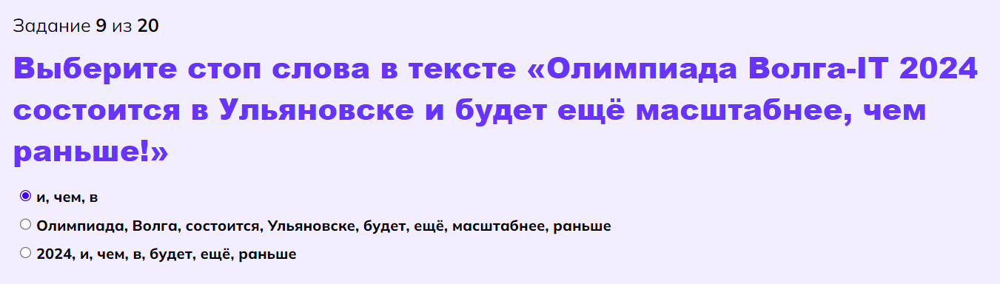 Задание 9 из 20
Выберите стоп слова в тексте «Олимпиада Волга-IT 2024
состоится в Ульяновске и будет ещё масштабнее, чем
раньше!»
и, чем, в
Олимпиада, Волга, состоится, Ульяновске, будет, ещё, масштабнее, раньше
2024, и, чем, в, будет, ещё, раньше